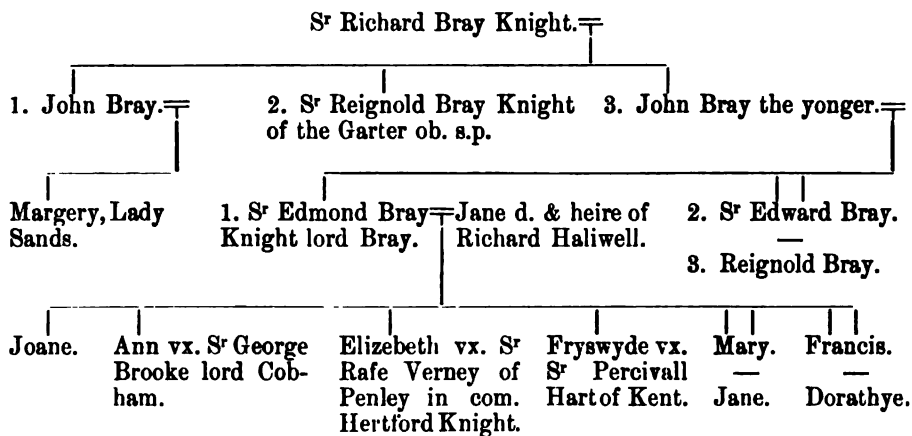 Sʳ Richard Bray Knight.
1. John Bray.
2. Sʳ Reignold Bray Knight
of the Garter ob. s.p.
3. John Bray the yonger.
Margery, Lady
Sands.
1. Sʳ Edmond Bray
Knight lord Bray.
Jane d. & heire of
Richard Haliwell.
2. Sʳ Edward Bray.
—
3. Reignold Bray.
Joane.
Ann vx. Sʳ George
Brooke lord Cob-
ham.
Elizebeth vx. Sʳ
Rafe Verney of
Penley in com.
Hertford Knight.
Fryswyde vx.
Sʳ Percivall
Hart of Kent.
Mary.
—
Jane.
Francis.
—
Dorathye.